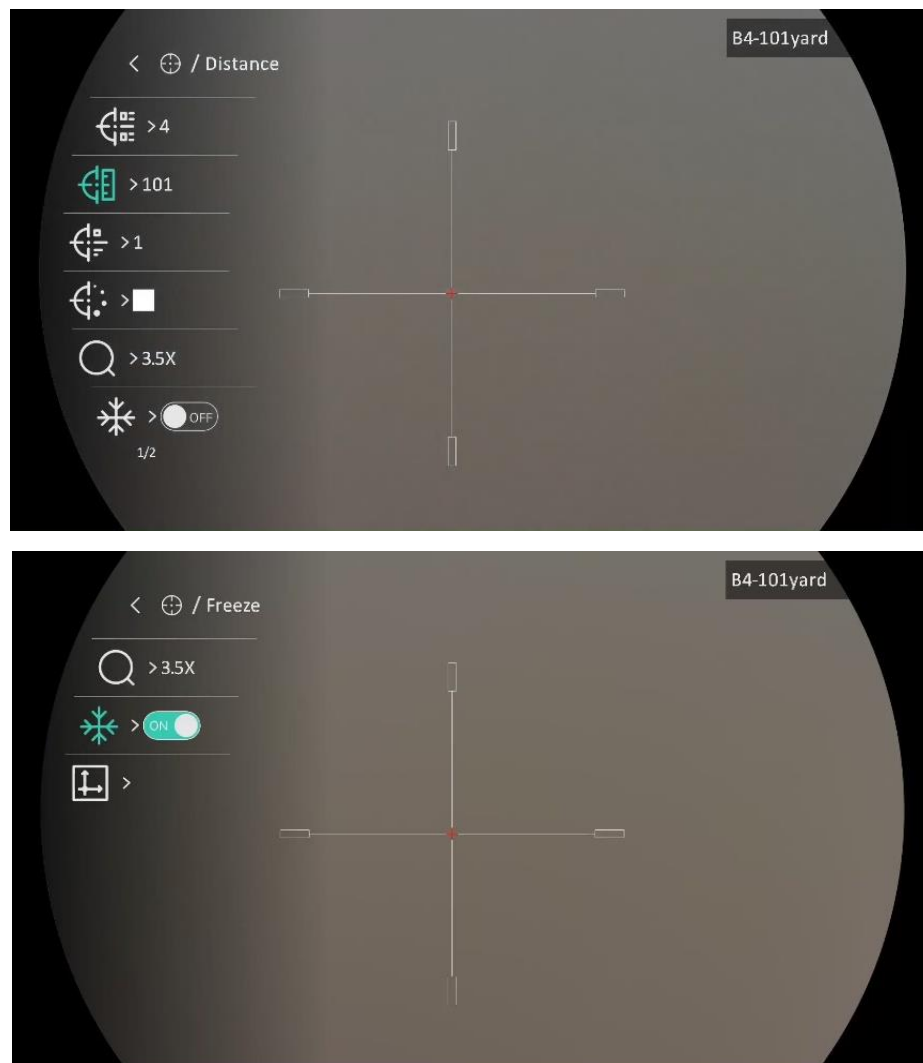 B4-101yard
< / Distance
>4
>101
>1
>
>3.5X
> OFF
1/2
B4-101yard
< / Freeze
>3.5X
> ON
>